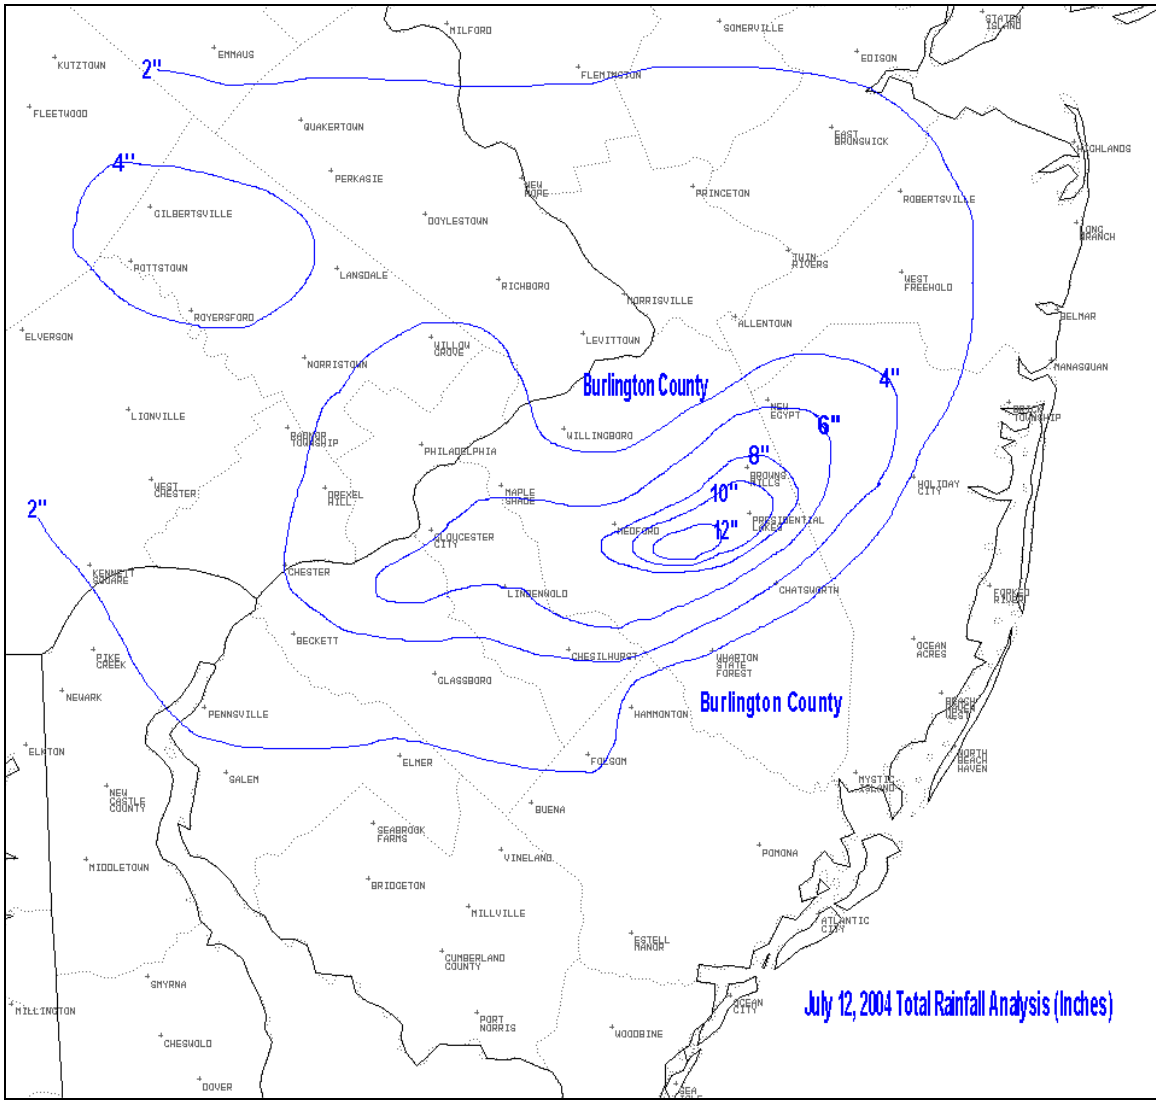 STATEN
ISLAND
MILFORD
SOMERVILLE
EMMAUS
EDISON
KUTZTOWN
2"
FLEMINGTON
FLEETWOOD
QUAKERTOWN
EAST
BRUNSWICK
HIGHLANDS
4"
PERKASIE
NEW
HOPE
PRINCETON
ROBERTSVILLE
GILBERTSVILLE
DOYLESTOWN
LONG
BRANCH
TWIN
RIVERS
POTTSTOWN
LANSDALE
WEST
FREEHOLD
RICHBORO
MORRISVILLE
ROYERSFORD
BELMAR
ALLENTOWN
ELVERSON
LEVITTOWN
WILLOW
GROVE
NORRISTOWN
MANASQUAN
4"
Burlington County
NEW
EGYPT
BRICK
TOWNSHIP
LIONVILLE
6"
RADNOR
TOWNSHIP
WILLINGBORO
PHILADELPHIA
8"
BROWNS
MILLS
WEST
CHESTER
DREXEL
HILL
MAPLE
SHADE
10"
HOLIDAY
CITY
2"
PRESIDENTIAL
LAKES
MEDFORD
12"
GLOUCESTER
CITY
KENNETT
SQUARE
CHESTER
LINDENWOLD
CHATSWORTH
FORKED
RIVER
BECKETT
OCEAN
ACRES
PIKE
CREEK
CHESILHURST
WHARTON
STATE
FOREST
GLASSBORO
NEWARK
Burlington County
BEACH
HAVEN
WEST
PENNSVILLE
HAMMONTON
ELKTON
NORTH
BEACH
HAVEN
ELMER
FOLSOM
SALEM
MYSTIC
ISLAND
NEW
CASTLE
COUNTY
BUENA
SEABROOK
FARMS
VINELAND
POMONA
MIDDLETOWN
BRIDGETON
MILLVILLE
ATLANTIC
CITY
ESTELL
MANOR
CUMBERLAND
COUNTY
SMYRNA
OCEAN
CITY
July 12, 2004 Total Rainfall Analysis (Inches)
MILLINGTON
PORT
NORRIS
WOODBINE
CHESWOLD
DOVER
SEA